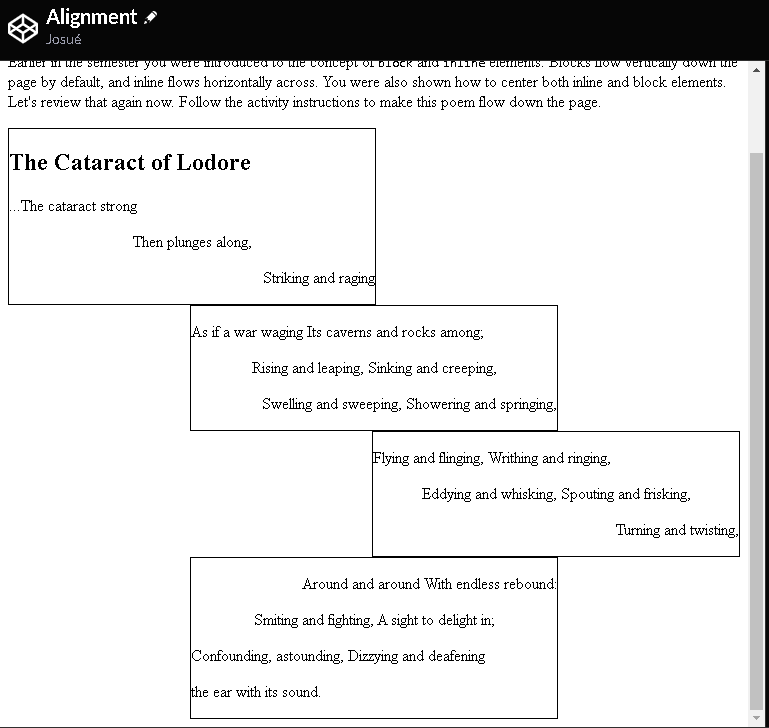 Alignment
Josué
Earlier in the semester you were introduced to the concept of block and inline elements. Blocks flow vertically down the
page by default, and inline flows horizontally across. You were also shown how to center both inline and block elements.
Let's review that again now. Follow the activity instructions to make this poem flow down the page.
The Cataract of Lodore
...The cataract strong
Then plunges along,
Striking and raging
As if a war waging Its caverns and rocks among;
Rising and leaping, Sinking and creeping,
Swelling and sweeping, Showering and springing,
Flying and flinging, Writhing and ringing,
Eddying and whisking, Spouting and frisking,
Turning and twisting,
Around and around With endless rebound:
Smiting and fighting, A sight to delight in;
Confounding, astounding, Dizzying and deafening
the ear with its sound.